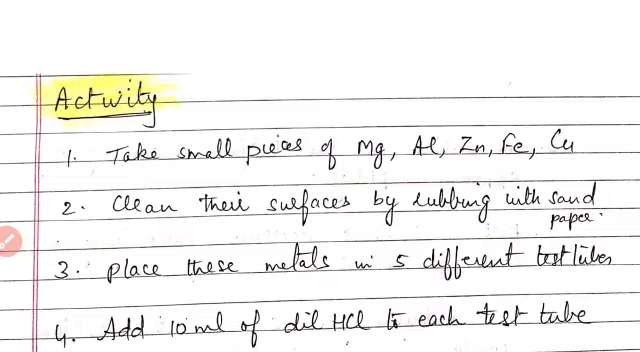 Activity
1. Take small pieces of Mg, Al, Zn, Fe, Cu
2. Clean their surfaces by rubbing with sand
paper.
3. Place these metals in 5 different test tubes
4. Add 10 ml of dil HCl to each test tube